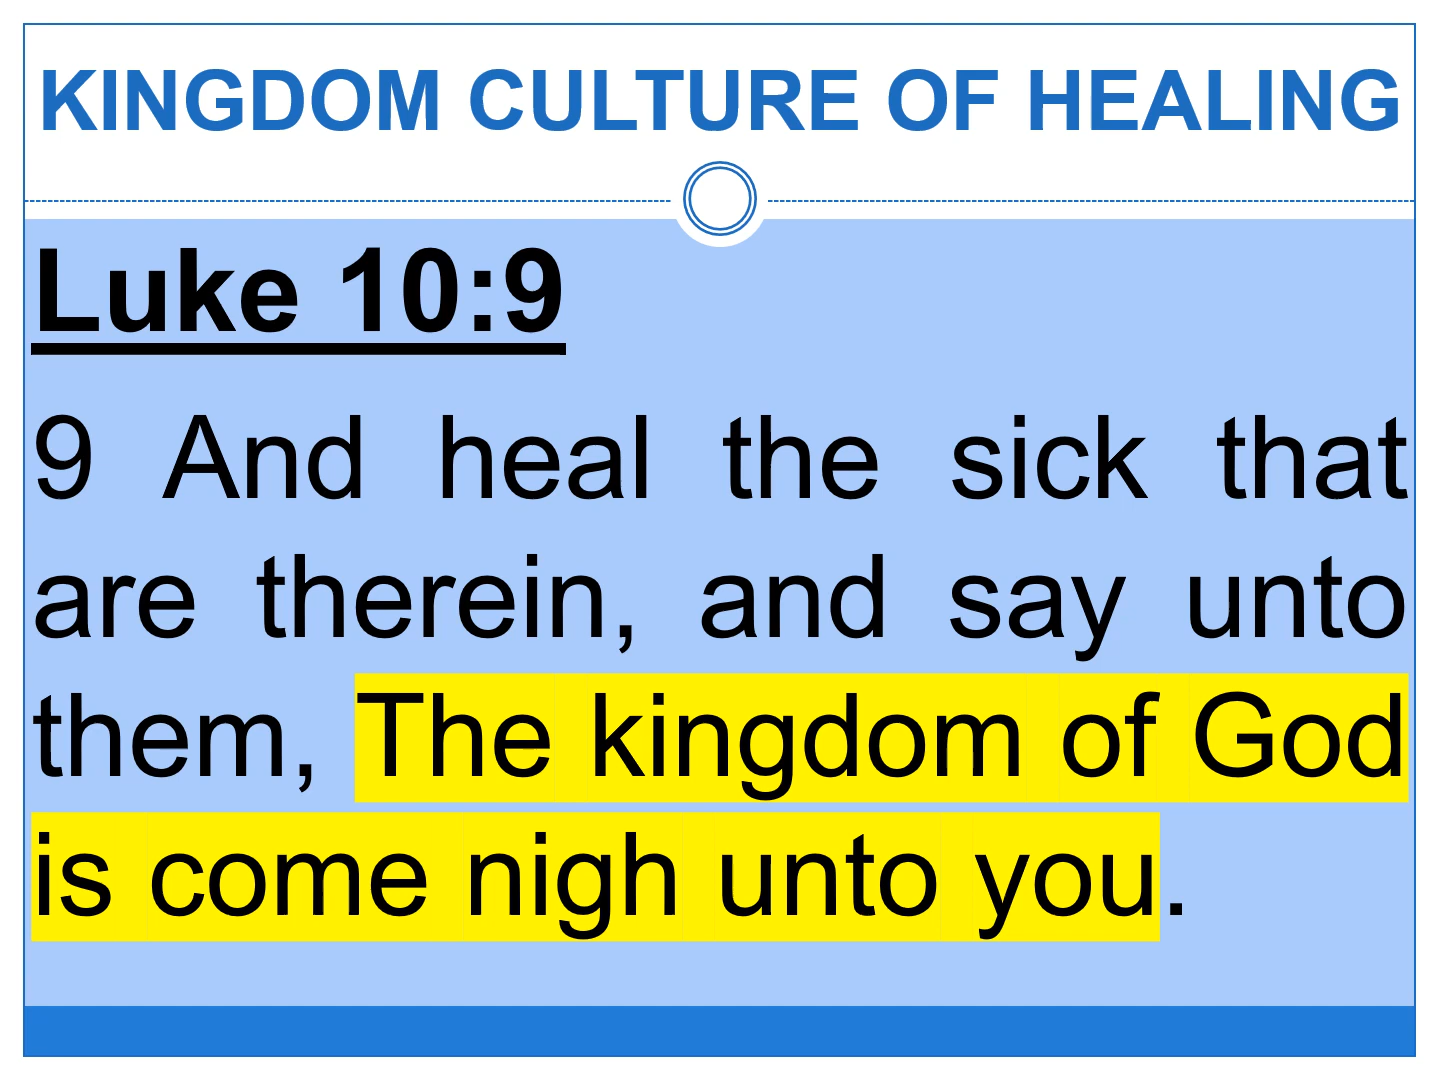 KINGDOM CULTURE OF HEALING
Luke 10:9
9 And heal the sick that
are therein, and say unto
them, The kingdom of God
is come nigh unto you.